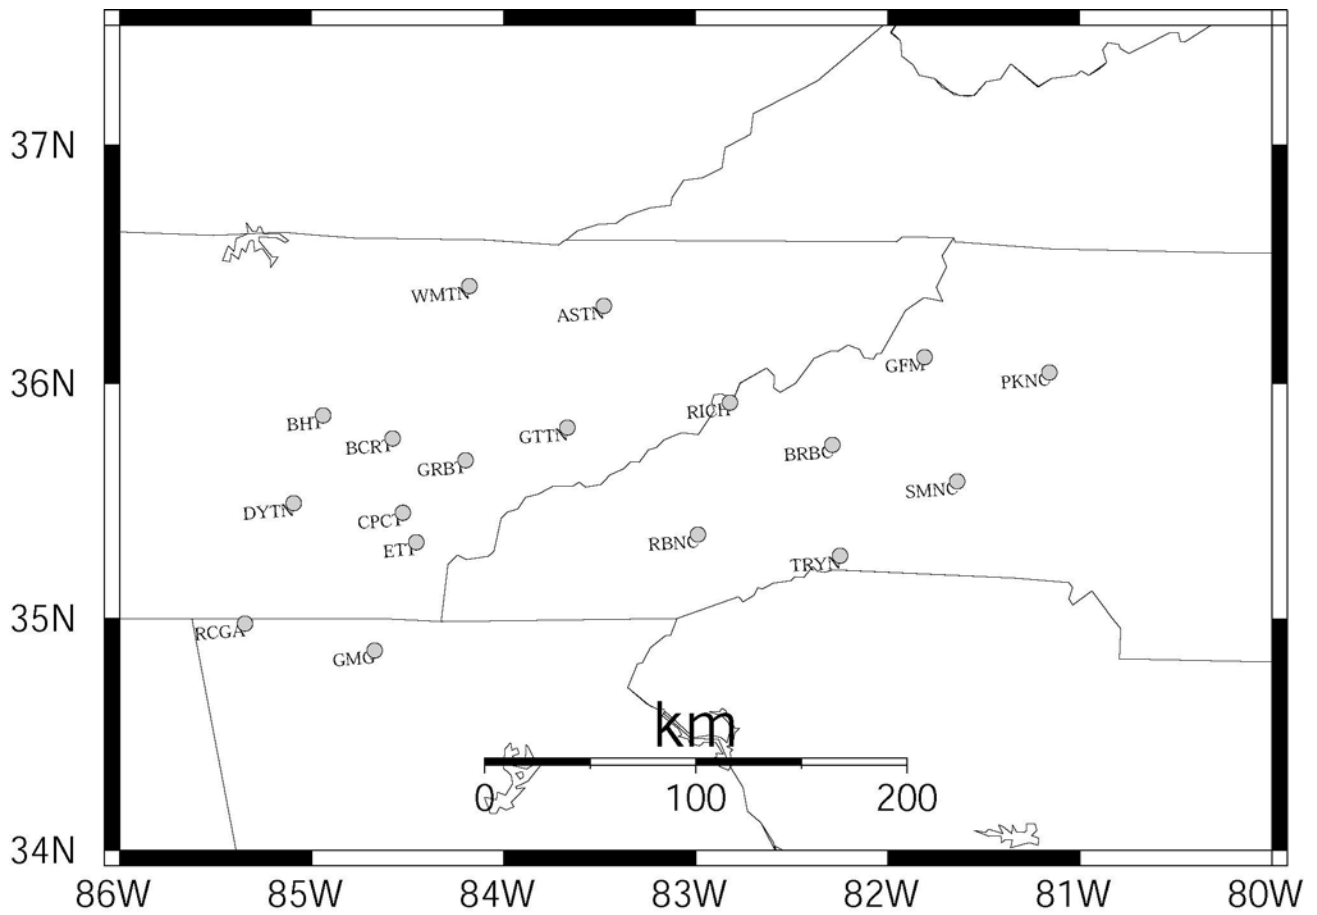 37N
WMTN
ASTN
GFM
36N
PKNC
RICH
BHT
GTTN
BCRT
BRBC
GRBT
SMNC
DYTN
CPCT
RBNC
ETT
TRYN
35N
RCGA
GMG
km
0 100 200
34N
86W 85W 84W 83W 82W 81W 80W